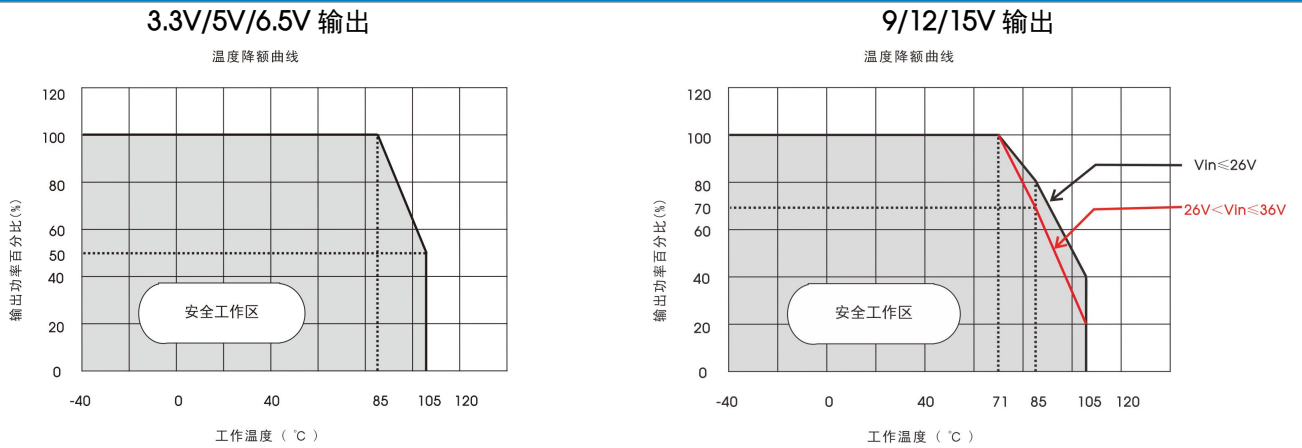 3.3V/5V/6.5V 输出
温度降额曲线
输出功率百分比(%)
120
100
80
60
50
40
20
0
安全工作区
-40 0 40 85 105 120
工作温度（ ℃ ）
9/12/15V 输出
温度降额曲线
输出功率百分比(%)
120
100
80
70
60
40
20
0
Vin≤26V
26V<Vin≤36V
安全工作区
-40 0 40 71 85 105 120
工作温度（ ℃ ）